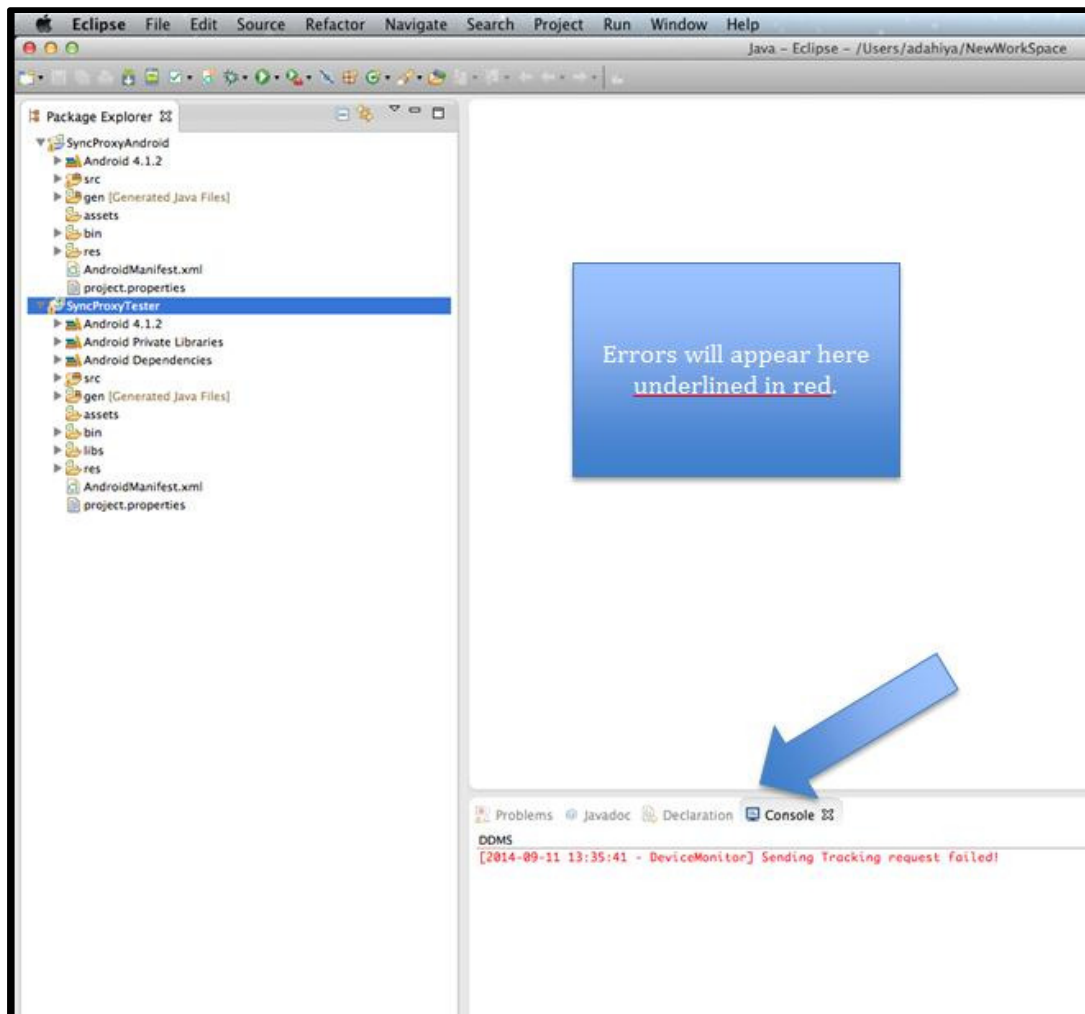 Eclipse File Edit Source Refactor Navigate Search Project Run Window Help
Java – Eclipse – /Users/adahiya/NewWorkSpace
Package Explorer
SyncProxyAndroid
Android 4.1.2
src
gen [Generated Java Files]
assets
bin
res
AndroidManifest.xml
project.properties
SyncProxyTester
Android 4.1.2
Android Private Libraries
Android Dependencies
src
gen [Generated Java Files]
assets
bin
libs
res
AndroidManifest.xml
project.properties
Errors will appear here
underlined in red.
Problems Javadoc Declaration Console
DDMS
[2014-09-11 13:35:41 - DeviceMonitor] Sending Tracking request failed!